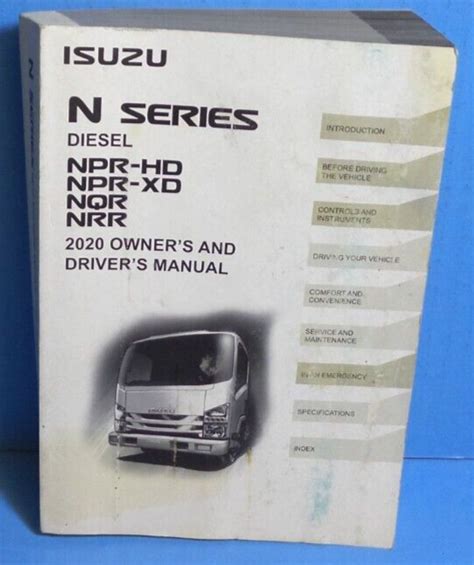 ISUZU
N SERIES
DIESEL
NPR-HD
NPR-XD
NQR
NRR
2020 OWNER'S AND
DRIVER'S MANUAL
INTRODUCTION
BEFORE DRIVING
THE VEHICLE
CONTROLS AND
INSTRUMENTS
DRIVING YOUR VEHICLE
COMFORT AND
CONVENIENCE
SERVICE AND
MAINTENANCE
IN AN EMERGENCY
SPECIFICATIONS
INDEX
ISUZU